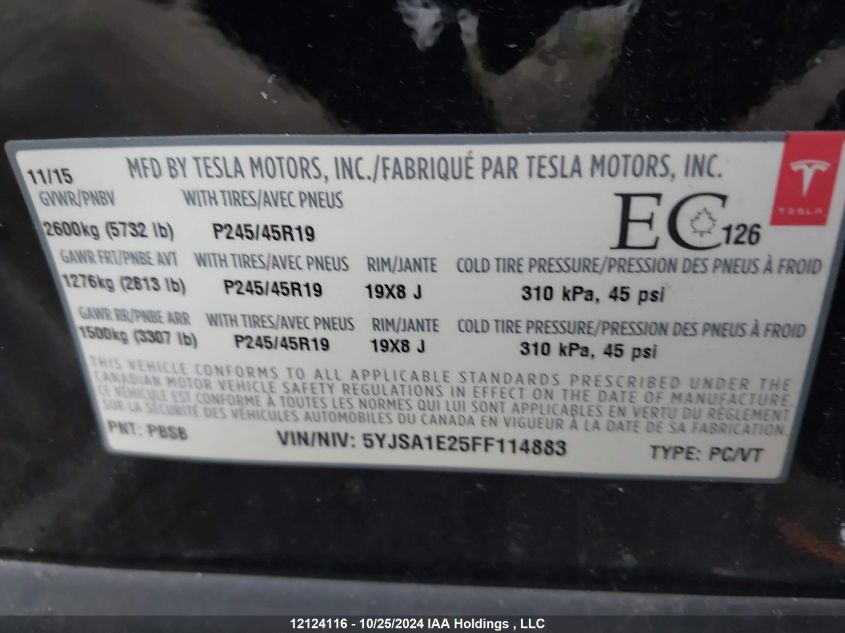 11/15 MFD BY TESLA MOTORS, INC./FABRIQUÉ PAR TESLA MOTORS, INC.
GVWR/PNBV WITH TIRES/AVEC PNEUS
TESLA
2600kg (5732 lb) P245/45R19 EC 126
GAWR FRT/PNBE AVT WITH TIRES/AVEC PNEUS RIM/JANTE COLD TIRE PRESSURE/PRESSION DES PNEUS À FROID
1276kg (2813 lb) P245/45R19 19X8 J 310 kPa, 45 psi
GAWR RR/PNBE ARR WITH TIRES/AVEC PNEUS RIM/JANTE COLD TIRE PRESSURE/PRESSION DES PNEUS À FROID
1500kg (3307 lb) P245/45R19 19X8 J 310 kPa, 45 psi
THIS VEHICLE CONFORMS TO ALL APPLICABLE STANDARDS PRESCRIBED UNDER THE
CANADIAN MOTOR VEHICLE SAFETY REGULATIONS IN EFFECT ON THE DATE OF MANUFACTURE.
CE VÉHICULE EST CONFORME À TOUTES LES NORMES QUI LUI SONT APPLICABLES EN VERTU DU RÈGLEMENT
SUR LA SÉCURITÉ DES VÉHICULES AUTOMOBILES DU CANADA EN VIGUEUR À LA DATE DE SA FABRICATION.
PNT: PBSB VIN/NIV: 5YJSA1E25FF114883 TYPE: PC/VT
12124116 - 10/25/2024 IAA Holdings , LLC